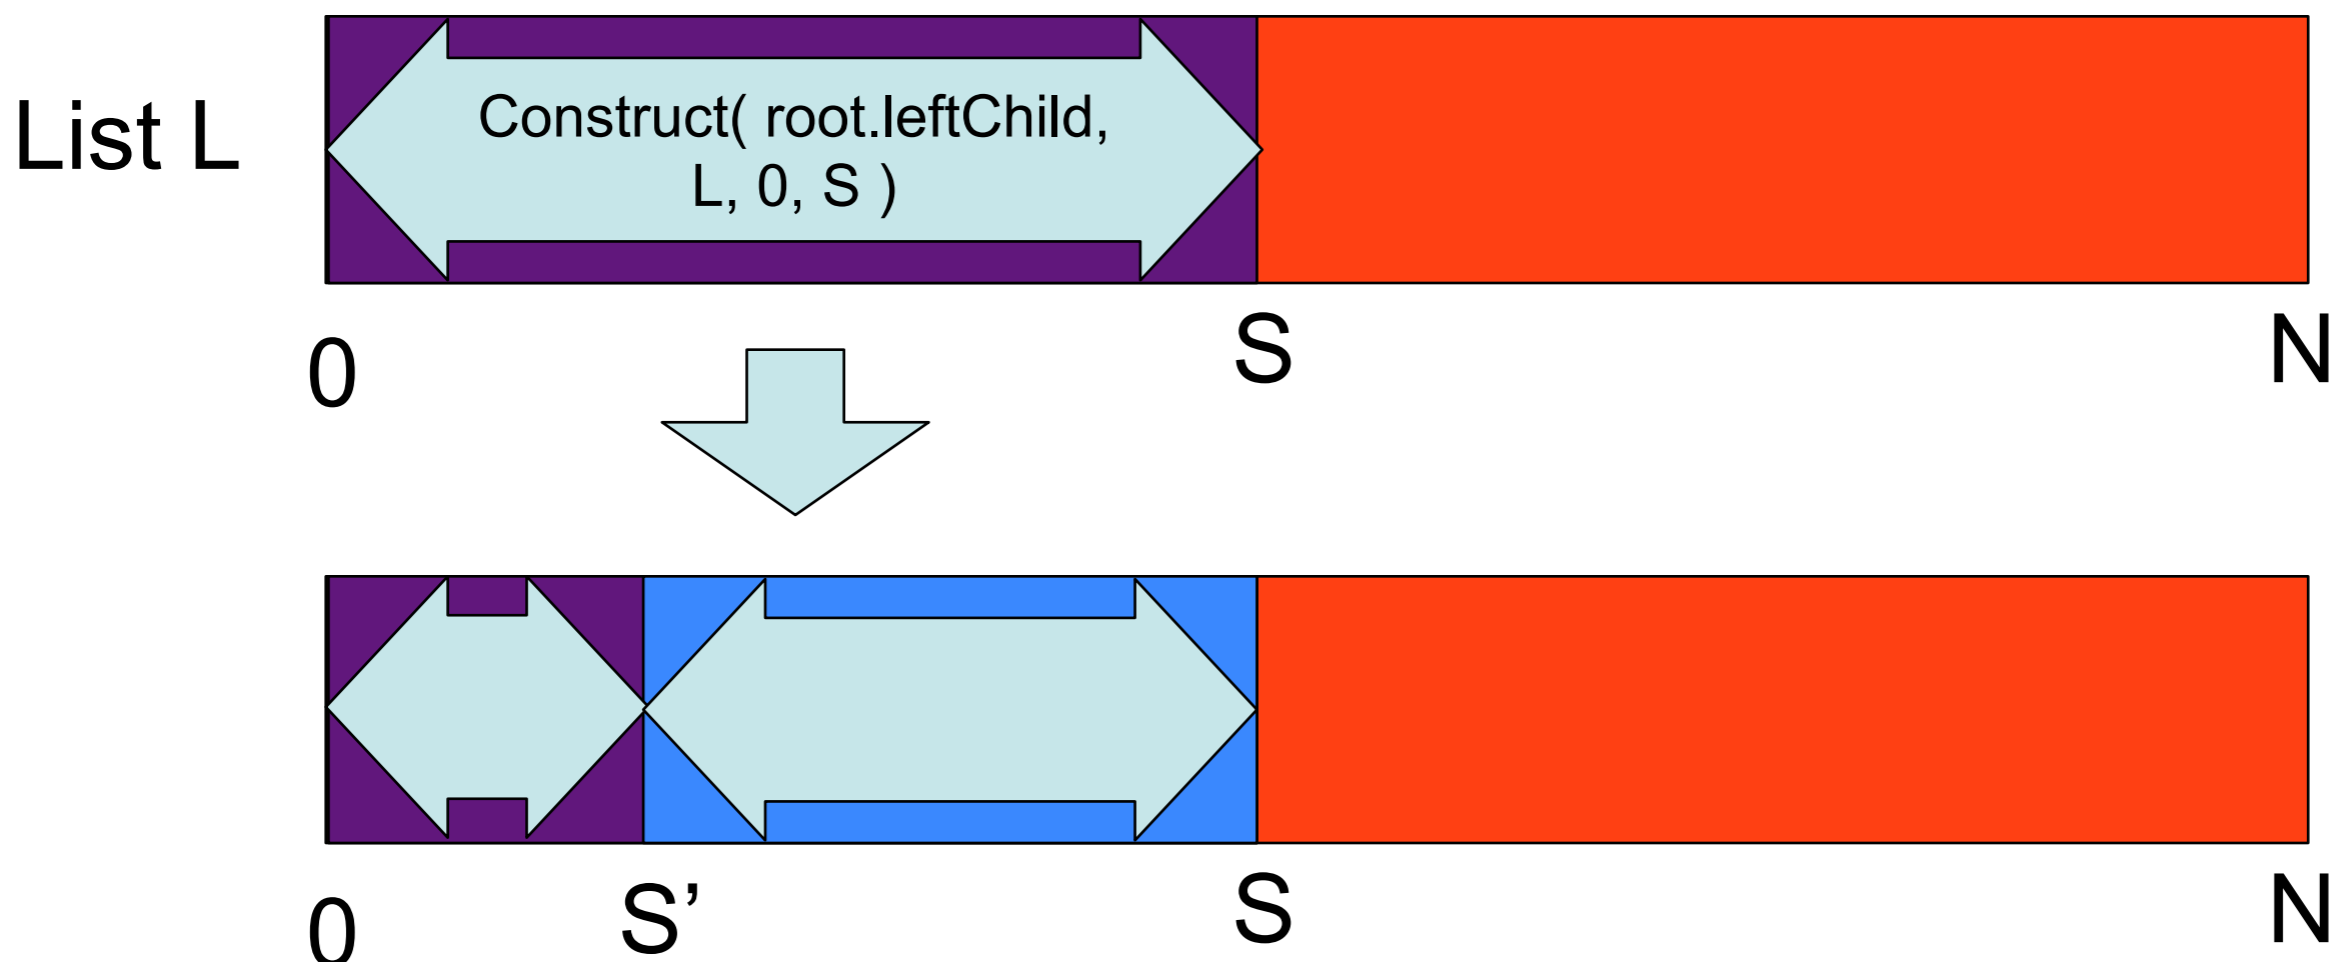 List L
Construct( root.leftChild,
L, 0, S )
0
S
N
0
S’
S
N